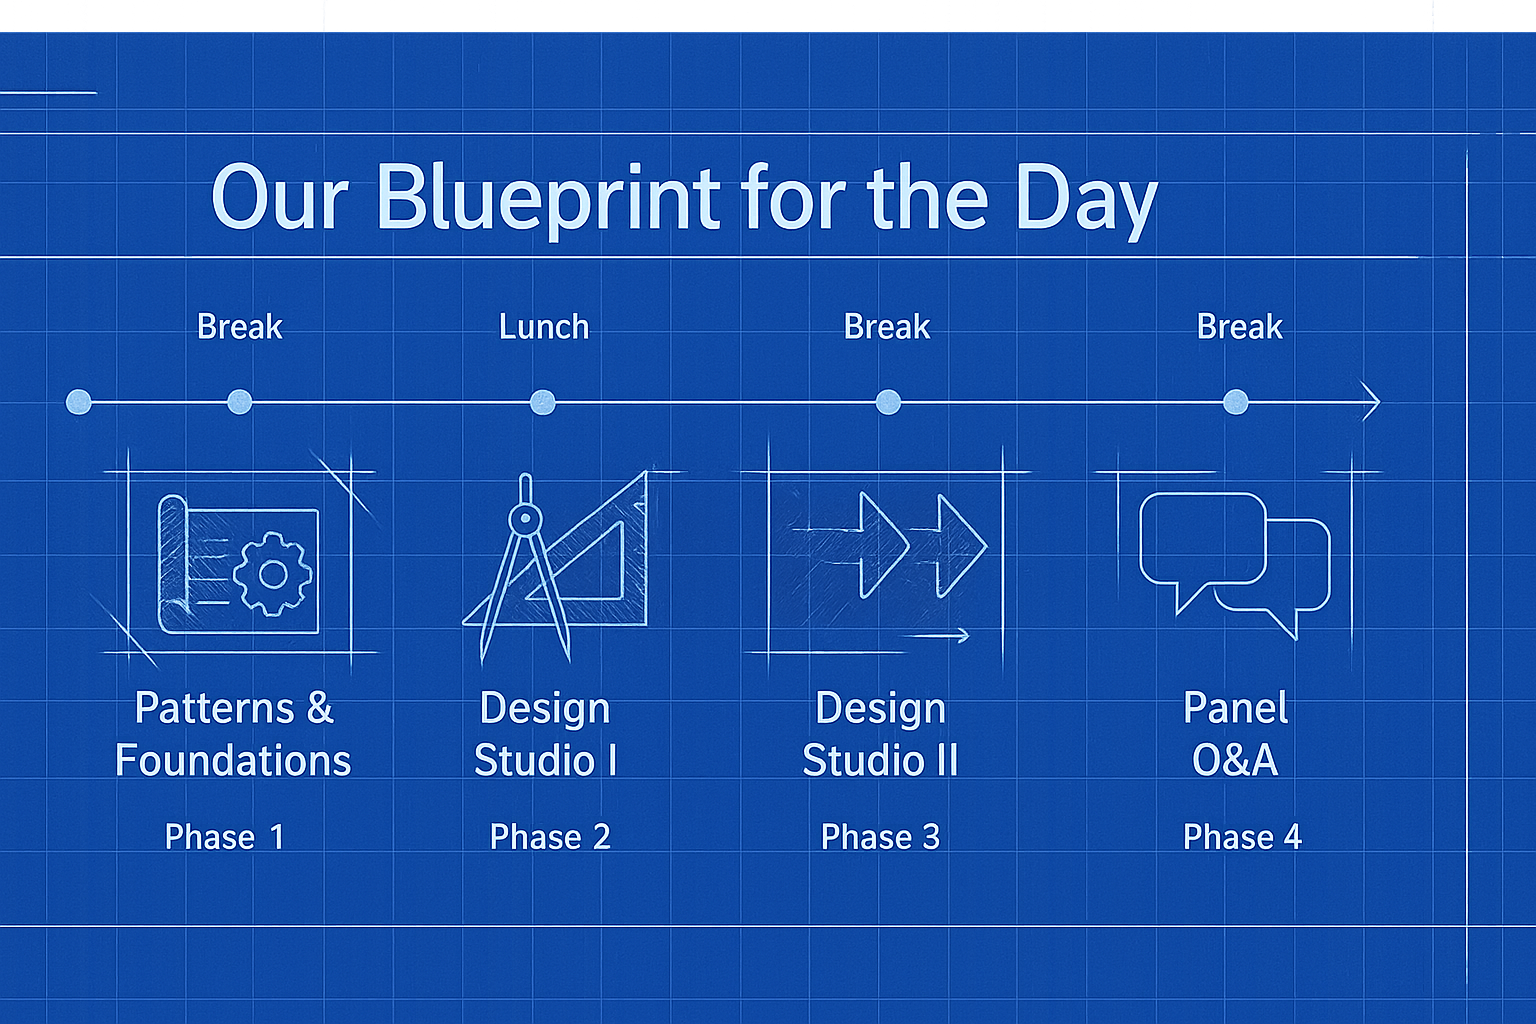 Our Blueprint for the Day
Break
Lunch
Break
Break
Patterns &
Foundations
Phase 1
Design
Studio I
Phase 2
Design
Studio II
Phase 3
Panel
O&A
Phase 4